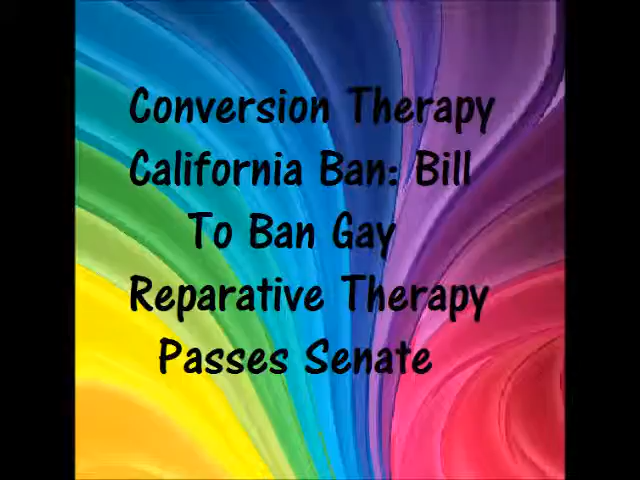 Conversion Therapy
California Ban: Bill
To Ban Gay
Reparative Therapy
Passes Senate